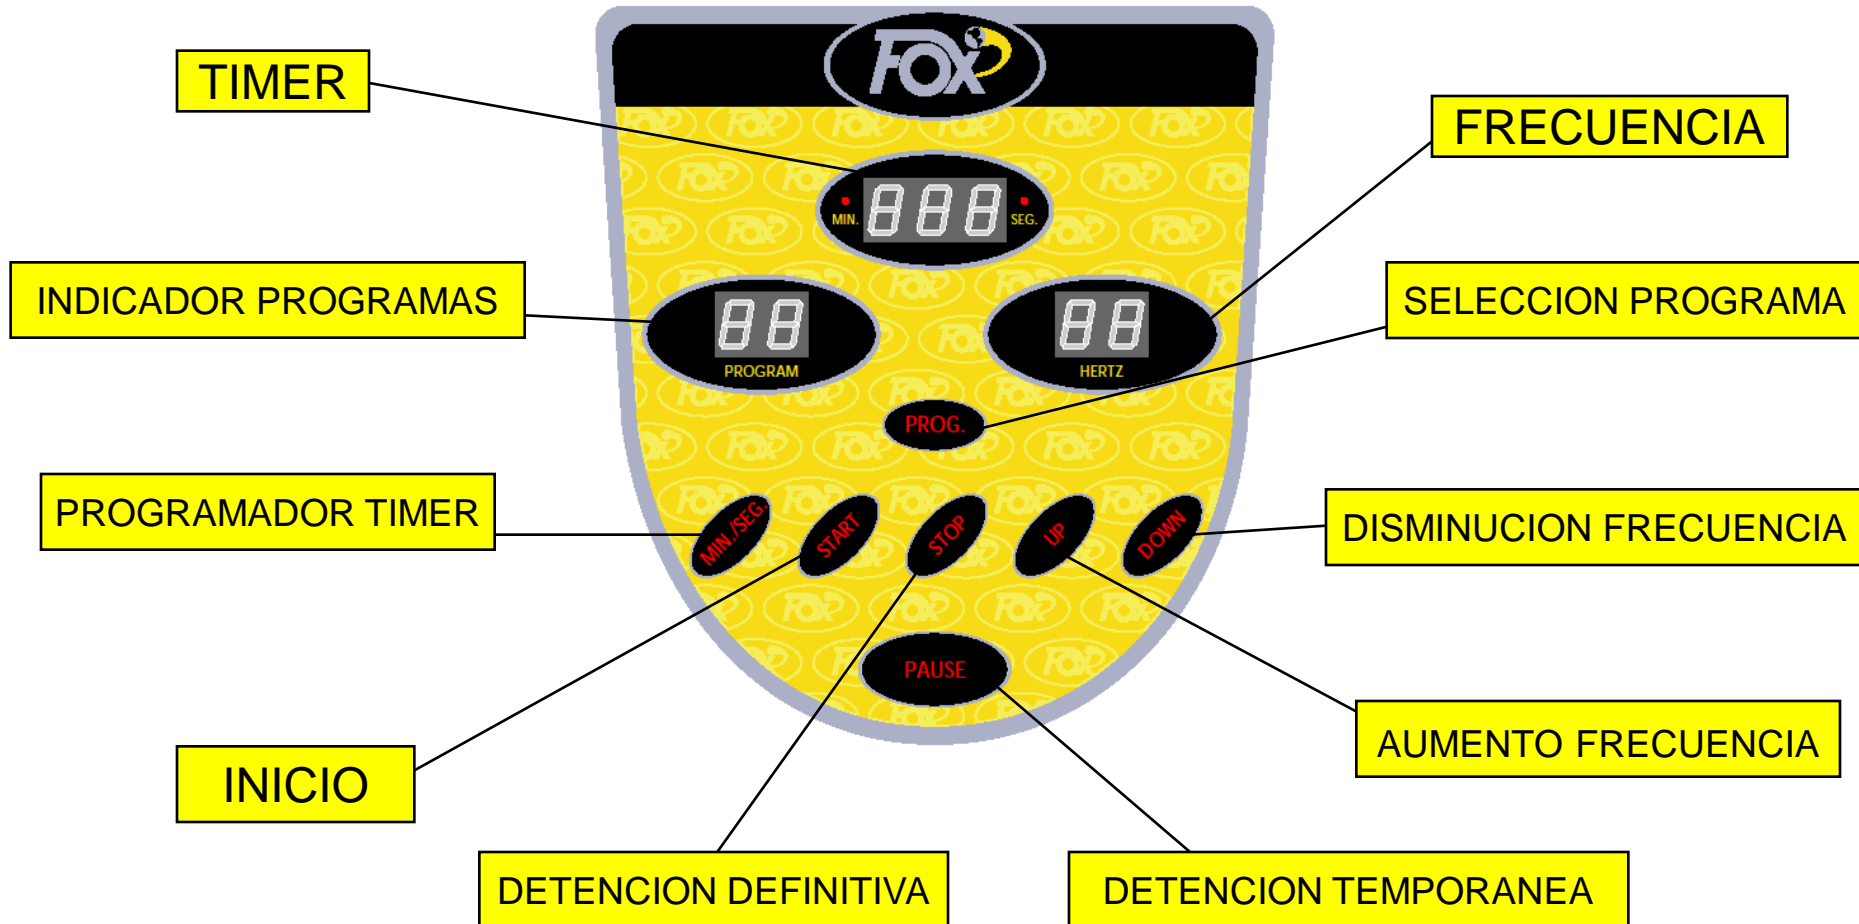 FOX
TIMER
FRECUENCIA
MIN.
888
SEG.
INDICADOR PROGRAMAS
88
PROGRAM
88
HERTZ
SELECCION PROGRAMA
PROG.
PROGRAMADOR TIMER
MIN./SEG.
START
STOP
UP
DOWN
DISMINUCION FRECUENCIA
PAUSE
AUMENTO FRECUENCIA
INICIO
DETENCION DEFINITIVA
DETENCION TEMPORANEA